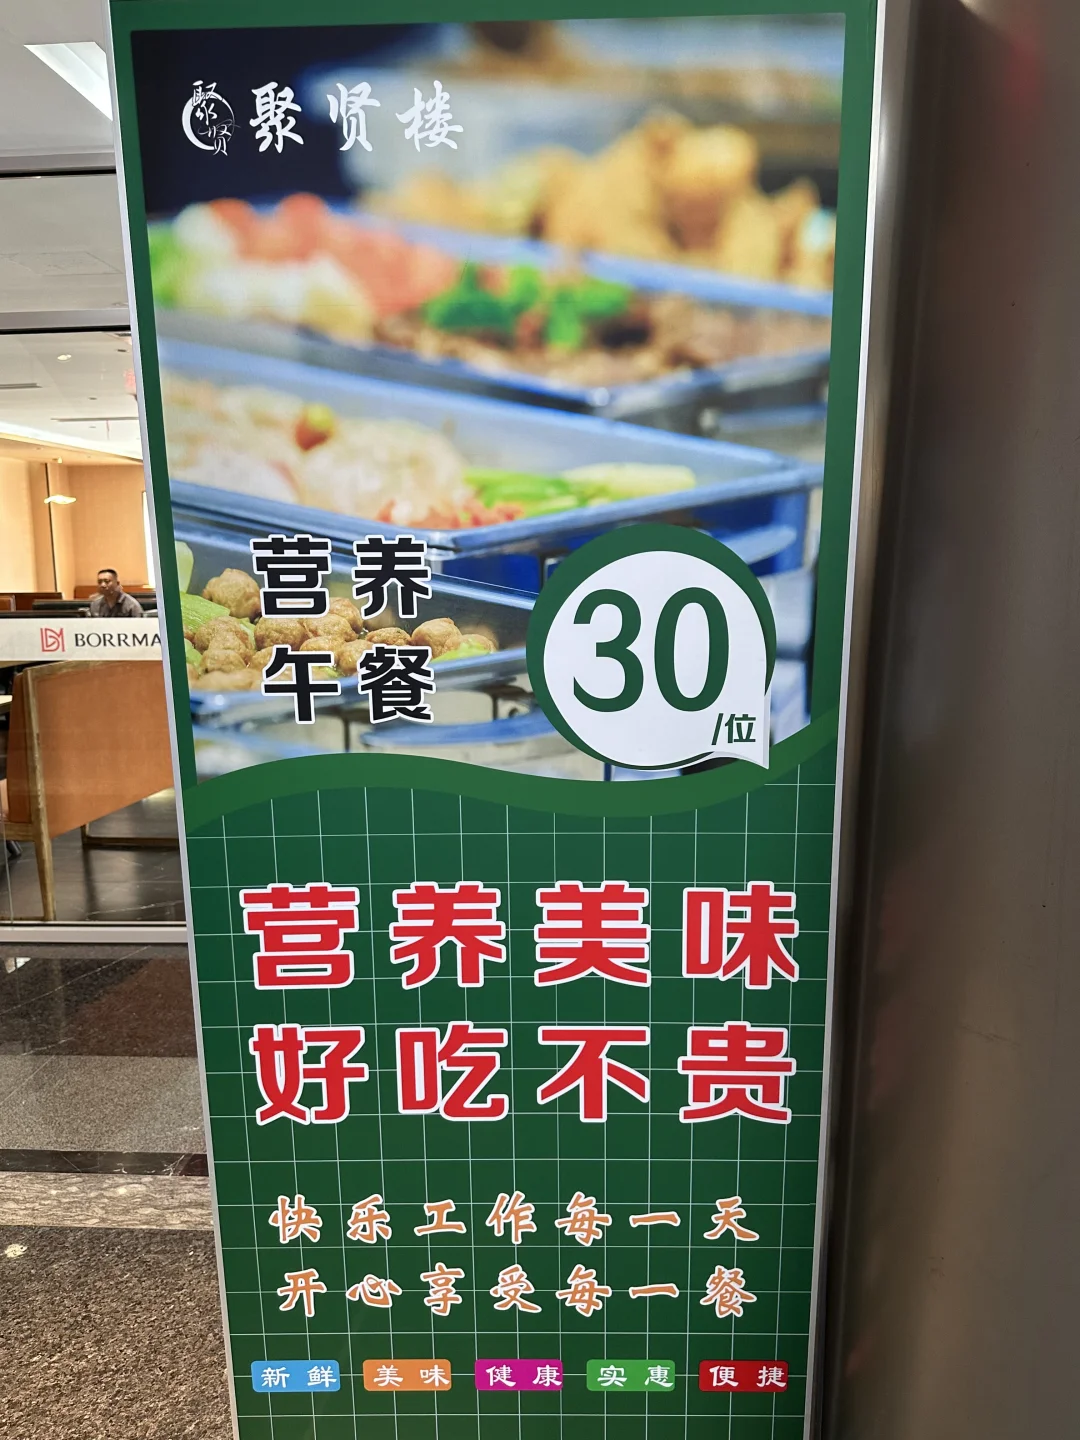 聚贤
聚贤楼
营养
午餐
30
/位
BORRMA
营养美味
好吃不贵
快乐工作每一天
开心享受每一餐
新鲜 美味 健康 实惠 便捷